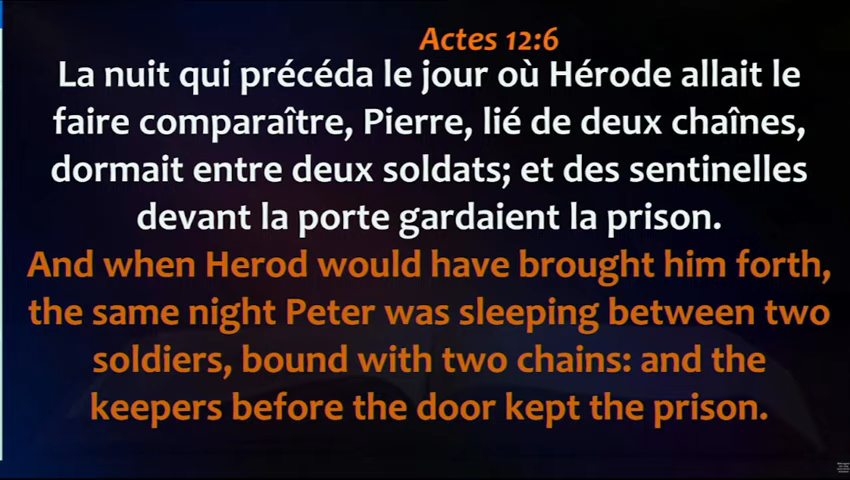 Actes 12:6
La nuit qui précéda le jour où Hérode allait le
faire comparaître, Pierre, lié de deux chaînes,
dormait entre deux soldats; et des sentinelles
devant la porte gardaient la prison.
And when Herod would have brought him forth,
the same night Peter was sleeping between two
soldiers, bound with two chains: and the
keepers before the door kept the prison.